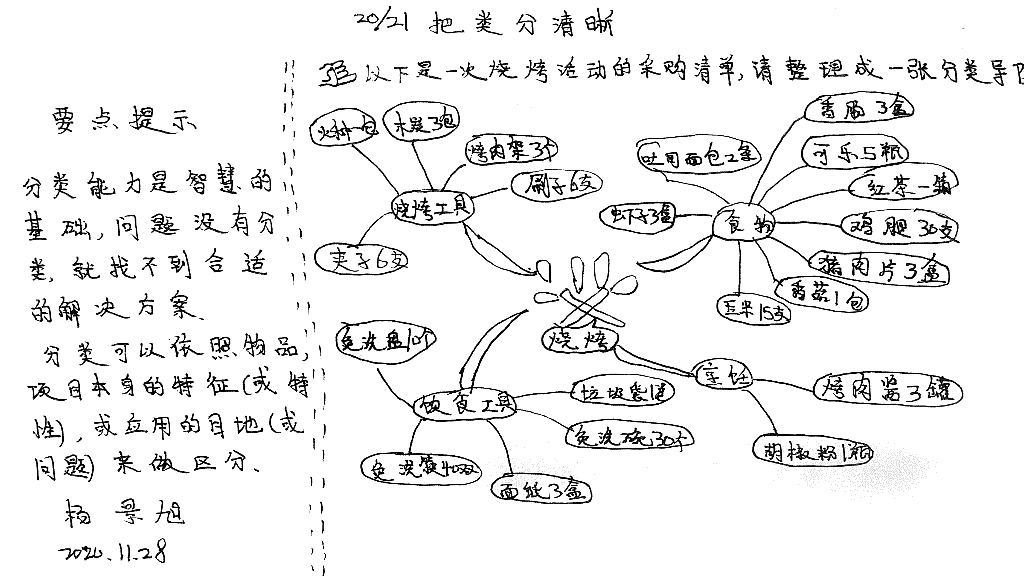 20/21 把类分清晰
以下是一次烧烤活动的采购清单,请整理成一张分类导
要点提示
分类能力是智慧的
基础,问题没有分
类,就找不到合适
的解决方案.
分类可以依照物品,
项目本身的特征(或特
性),或应用的目地(或
问题)来做区分.
杨景旭
2020.11.28
火种一包
木炭3包
烤肉架3个
刷子6支
烧烤工具
夹子6支
香肠3盒
吐司面包2盒
可乐5瓶
红茶一箱
虾子3盒
食物
鸡腿30支
猪肉片3盒
香菇1包
玉米15支
烧烤
免洗盘10个
饮食工具
垃圾袋1佳
免洗碗30个
免洗筷40双
面纸3盒
烹饪
烤肉酱3罐
胡椒粉1瓶